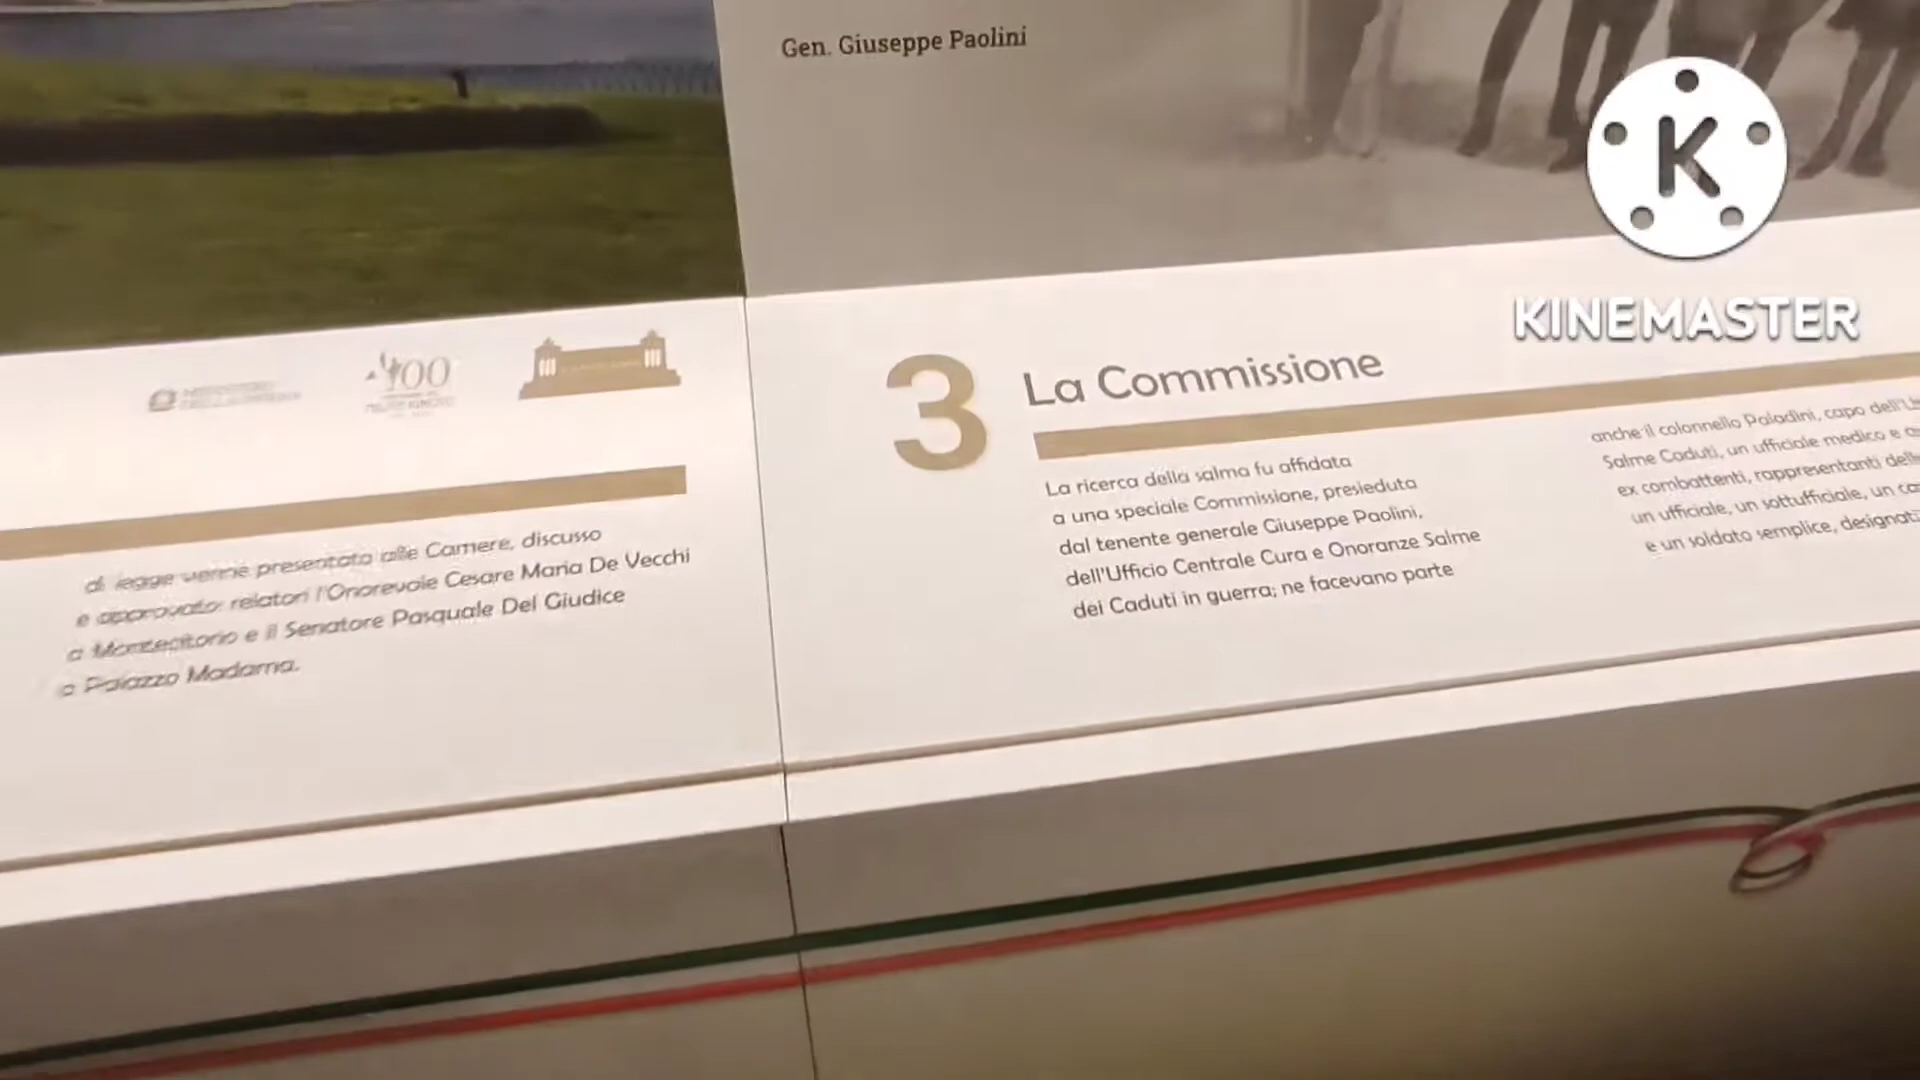 Gen. Giuseppe Paolini
K
KINEMASTER
100
di legge venne presentato alle Camere, discusso
e approvato: relatori l'Onorevole Cesare Maria De Vecchi
a Montecitorio e il Senatore Pasquale Del Giudice
a Palazzo Madama.
3
La Commissione
La ricerca della salma fu affidata
a una speciale Commissione, presieduta
dal tenente generale Giuseppe Paolini,
dell'Ufficio Centrale Cura e Onoranze Salme
dei Caduti in guerra; ne facevano parte
anche il colonnello Paladini, capo dell'U
Salme Caduti, un ufficiale medico e
ex combattenti, rappresentanti
un ufficiale, un sottufficiale, un
e un soldato semplice,